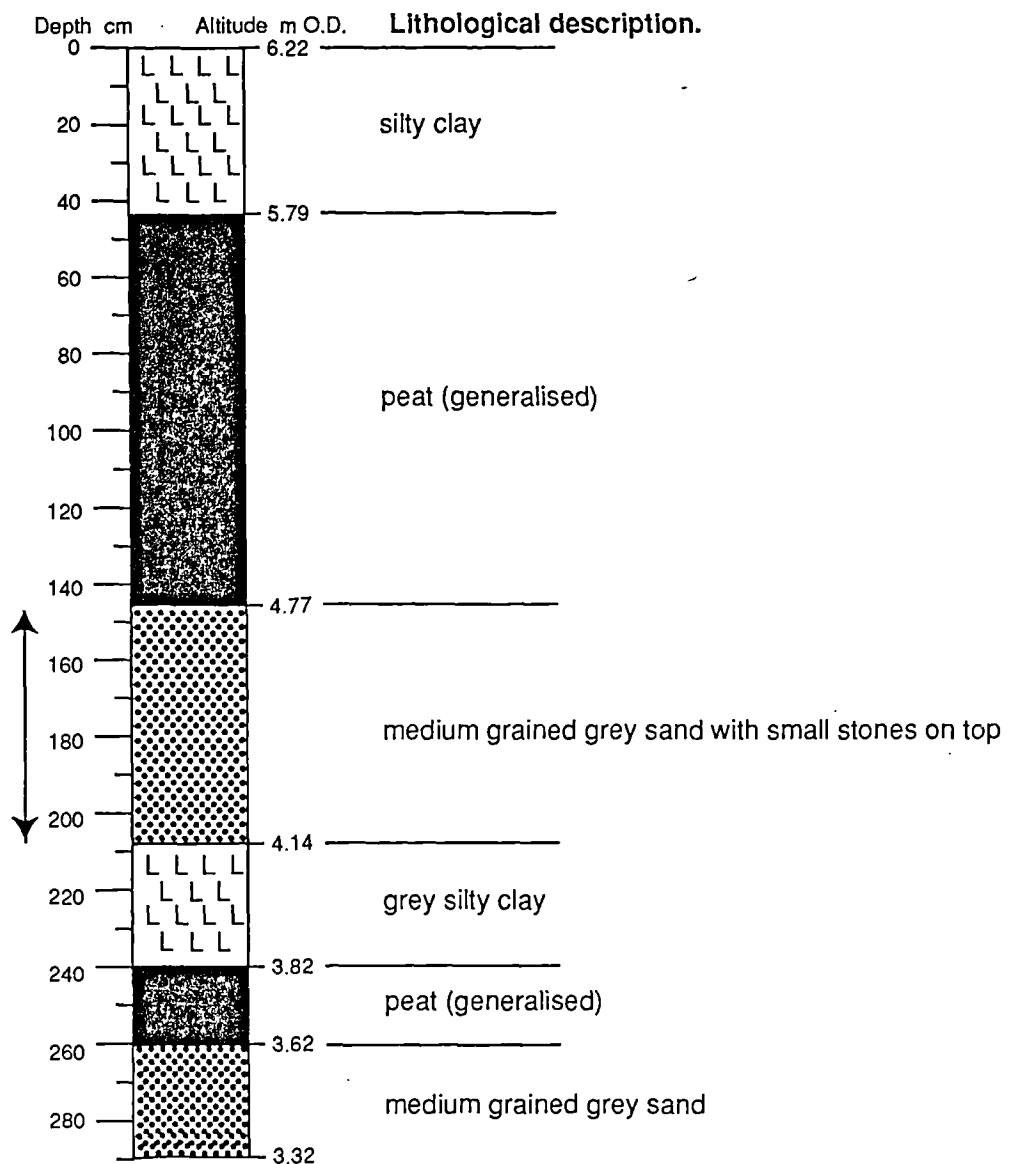 Depth cm Altitude m O.D. Lithological description.
0 6.22
silty clay
20
40
5.79
60
80
peat (generalised)
100
120
140
4.77
160
medium grained grey sand with small stones on top
180
200
4.14
220
grey silty clay
240 3.82
peat (generalised)
260 3.62
medium grained grey sand
280
3.32